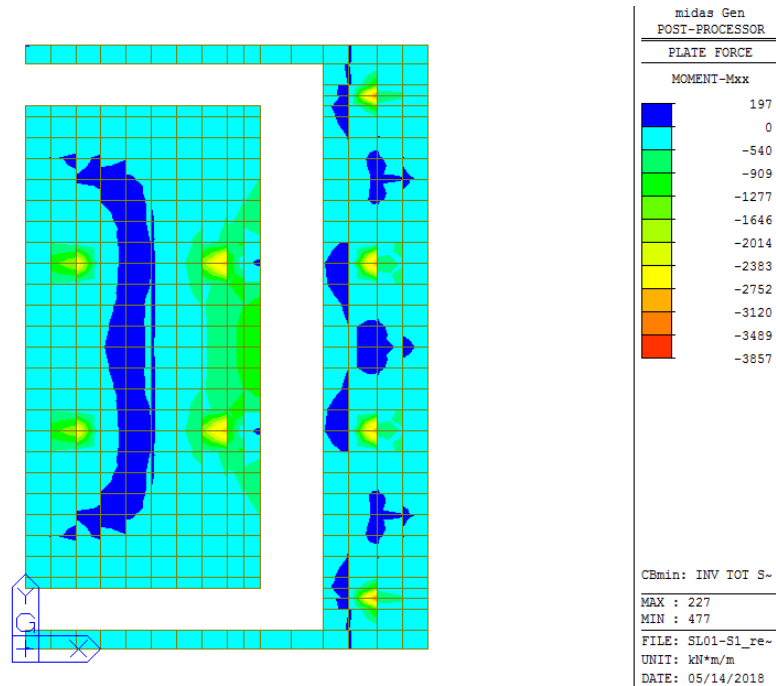 midas Gen
POST-PROCESSOR
PLATE FORCE
MOMENT-Mxx
197
0
-540
-909
-1277
-1646
-2014
-2383
-2752
-3120
-3489
-3857
CBmin: INV TOT S~
MAX : 227
MIN : 477
FILE: SL01-S1_re~
UNIT: kN*m/m
DATE: 05/14/2018
Y
G
X